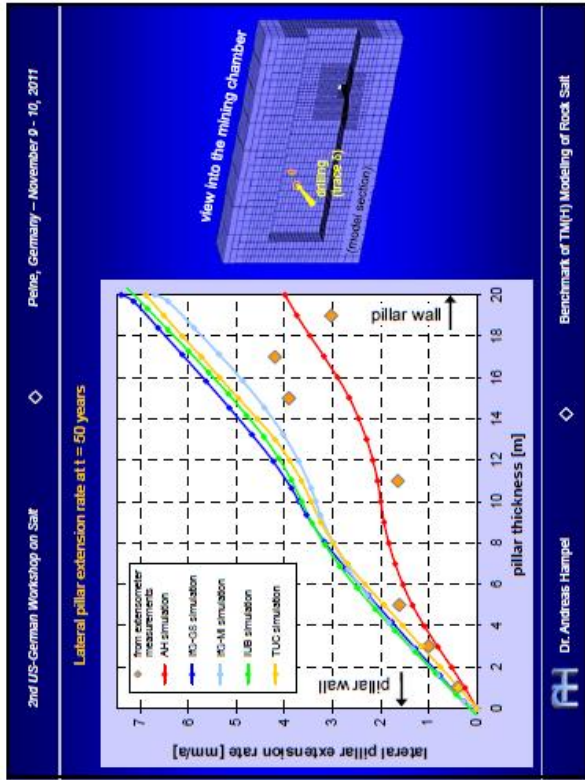 2nd US-German Workshop on Salt
Peine, Germany – November 9 - 10, 2011
Lateral pillar extension rate at t = 50 years
from extensometer
measurements
AH simulation
IfG-GS simulation
IfG-MI simulation
IUB simulation
TUC simulation
lateral pillar extension rate [mm/a]
7
6
5
4
3
2
1
0
pillar wall
pillar wall
0 2 4 6 8 10 12 14 16 18 20
pillar thickness [m]
view into the mining chamber
drilling
(trace 6)
(model section)
AH
Dr. Andreas Hampel
Benchmark of TM(H) Modeling of Rock Salt